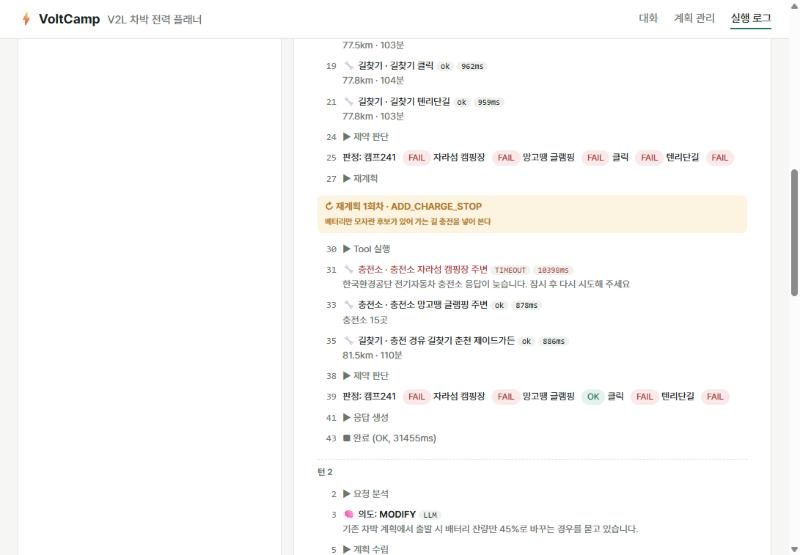 VoltCamp V2L 차박 전력 플래너 대화 계획 관리 실행 로그
77.5km · 103분
19 길찾기 · 길찾기 클릭 ok 962ms
77.8km · 104분
21 길찾기 · 길찾기 텐리단길 ok 959ms
77.8km · 103분
24 ▶ 제약 판단
25 판정: 캠프241 FAIL 자라섬 캠핑장 FAIL 망고땡 글램핑 FAIL 클릭 FAIL 텐리단길 FAIL
27 ▶ 재계획
↻ 재계획 1회차 · ADD_CHARGE_STOP
배터리만 모자란 후보가 있어 가는 길 충전을 넣어 본다
30 ▶ Tool 실행
31 충전소 · 충전소 자라섬 캠핑장 주변 TIMEOUT 10398ms
한국환경공단 전기자동차 충전소 응답이 늦습니다. 잠시 후 다시 시도해 주세요
33 충전소 · 충전소 망고땡 글램핑 주변 ok 878ms
충전소 15곳
35 길찾기 · 충전 경유 길찾기 춘천 제이드가든 ok 886ms
81.5km · 110분
38 ▶ 제약 판단
39 판정: 캠프241 FAIL 자라섬 캠핑장 FAIL 망고땡 글램핑 OK 클릭 FAIL 텐리단길 FAIL
41 ▶ 응답 생성
43 ■ 완료 (OK, 31455ms)
턴 2
2 ▶ 요청 분석
3 의도: MODIFY LLM
기존 차박 계획에서 출발 시 배터리 잔량만 45%로 바꾸는 경우를 묻고 있습니다.
5 ▶ 계획 수립